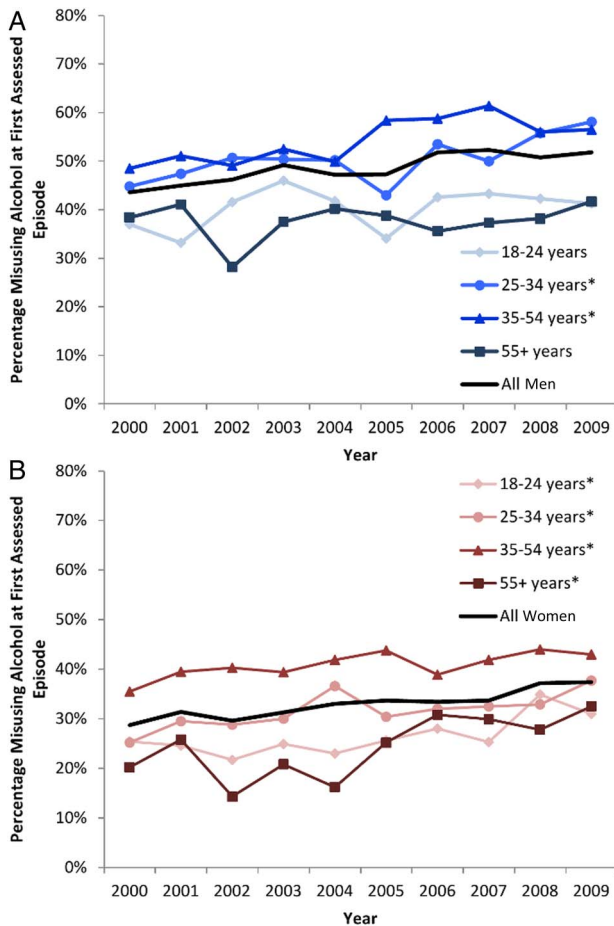 A
80%
70%
60%
50%
40%
30%
20%
10%
0%
Percentage Misusing Alcohol at First Assessed
Episode
18-24 years
25-34 years*
35-54 years*
55+ years
All Men
2000 2001 2002 2003 2004 2005 2006 2007 2008 2009
Year
B
80%
70%
60%
50%
40%
30%
20%
10%
0%
Percentage Misusing Alcohol at First Assessed
Episode
18-24 years*
25-34 years*
35-54 years*
55+ years*
All Women
2000 2001 2002 2003 2004 2005 2006 2007 2008 2009
Year